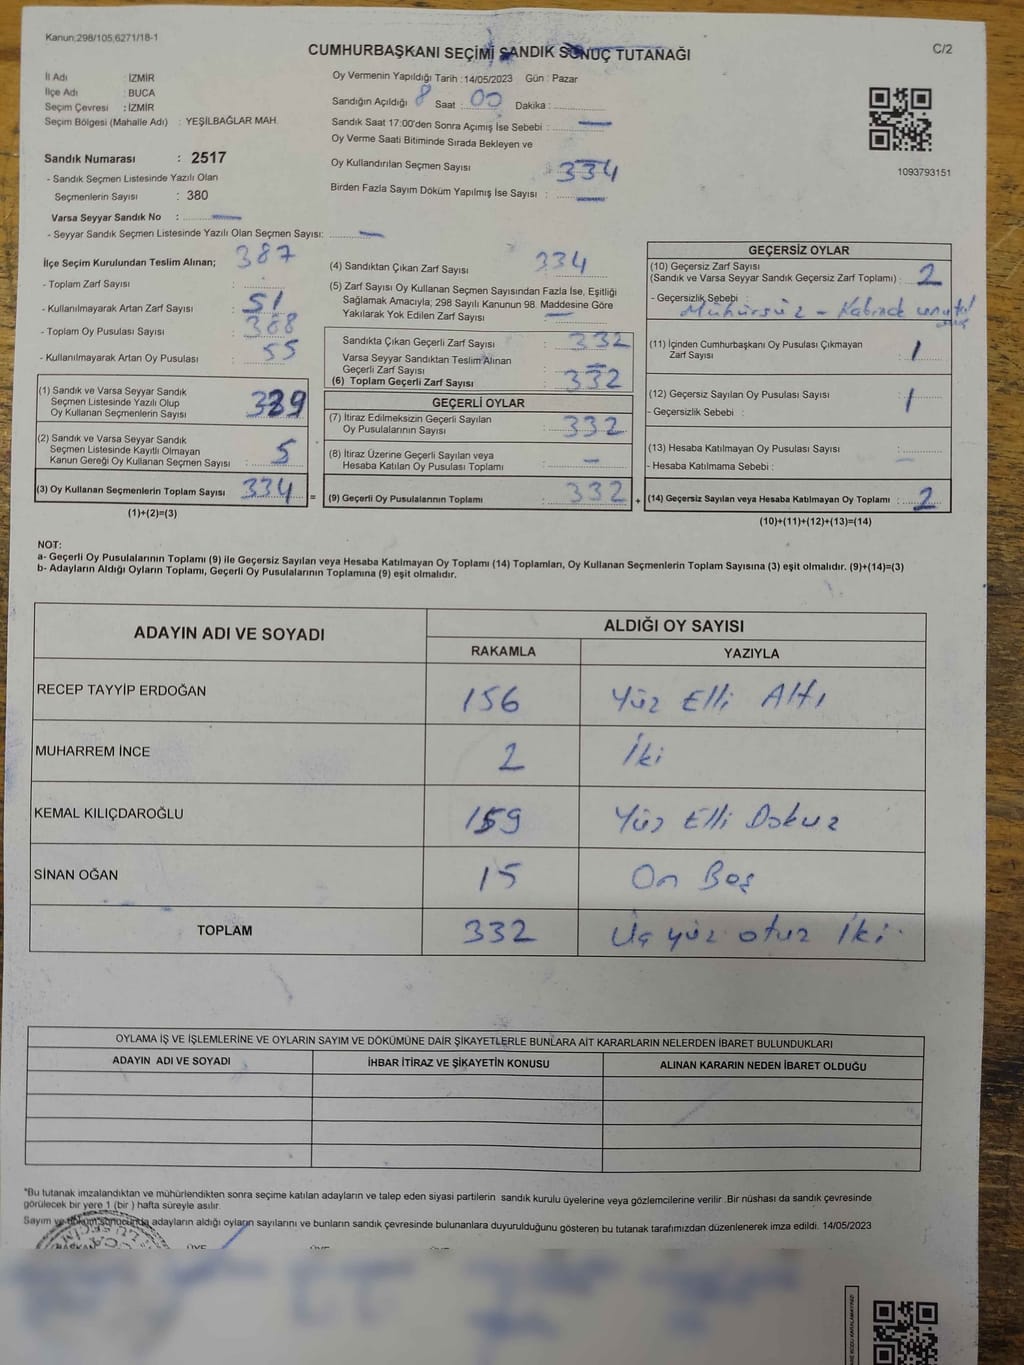 Kanun:298/105,6271/18-1
C/2
CUMHURBAŞKANI SEÇİMİ SANDIK SONUÇ TUTANAĞI
İl Adı : İZMİR
İlçe Adı : BUCA
Seçim Çevresi : İZMİR
Seçim Bölgesi (Mahalle Adı) : YEŞİLBAĞLAR MAH.
Sandık Numarası : 2517
- Sandık Seçmen Listesinde Yazılı Olan
Seçmenlerin Sayısı : 380
Varsa Seyyar Sandık No :
- Seyyar Sandık Seçmen Listesinde Yazılı Olan Seçmen Sayısı:
Oy Vermenin Yapıldığı Tarih :14/05/2023 Gün : Pazar
Sandığın Açıldığı 8 Saat : 00 Dakika :
Sandık Saat 17:00'den Sonra Açımış İse Sebebi :
Oy Verme Saati Bitiminde Sırada Bekleyen ve
Oy Kullandırılan Seçmen Sayısı : 334
Birden Fazla Sayım Döküm Yapılmış İse Sayısı :
1093793151
İlçe Seçim Kurulundan Teslim Alınan; 387
- Toplam Zarf Sayısı :
- Kullanılmayarak Artan Zarf Sayısı : 51
- Toplam Oy Pusulası Sayısı : 388
- Kullanılmayarak Artan Oy Pusulası : 55
(1) Sandık ve Varsa Seyyar Sandık
Seçmen Listesinde Yazılı Olup
Oy Kullanan Seçmenlerin Sayısı : 329
(2) Sandık ve Varsa Seyyar Sandık
Seçmen Listesinde Kayıtlı Olmayan
Kanun Gereği Oy Kullanan Seçmen Sayısı : 5
(3) Oy Kullanan Seçmenlerin Toplam Sayısı : 334
(1)+(2)=(3)
(4) Sandıktan Çıkan Zarf Sayısı : 334
(5) Zarf Sayısı Oy Kullanan Seçmen Sayısından Fazla İse, Eşitliği
Sağlamak Amacıyla; 298 Sayılı Kanunun 98. Maddesine Göre
Yakılarak Yok Edilen Zarf Sayısı :
Sandıkta Çıkan Geçerli Zarf Sayısı : 332
Varsa Seyyar Sandıktan Teslim Alınan
Geçerli Zarf Sayısı :
(6) Toplam Geçerli Zarf Sayısı : 332
GEÇERLİ OYLAR
(7) İtiraz Edilmeksizin Geçerli Sayılan
Oy Pusulalarının Sayısı : 332
(8) İtiraz Üzerine Geçerli Sayılan veya
Hesaba Katılan Oy Pusulası Toplamı :
= (9) Geçerli Oy Pusulalarının Toplamı : 332
GEÇERSİZ OYLAR
(10) Geçersiz Zarf Sayısı
(Sandık ve Varsa Seyyar Sandık Geçersiz Zarf Toplamı) : 2
- Geçersizlik Sebebi :
Mühürsüz - Kabinde
(11) İçinden Cumhurbaşkanı Oy Pusulası Çıkmayan
Zarf Sayısı : 1
(12) Geçersiz Sayılan Oy Pusulası Sayısı : 1
- Geçersizlik Sebebi :
(13) Hesaba Katılmayan Oy Pusulası Sayısı :
- Hesaba Katılmama Sebebi :
+ (14) Geçersiz Sayılan veya Hesaba Katılmayan Oy Toplamı : 2
(10)+(11)+(12)+(13)=(14)
NOT:
a- Geçerli Oy Pusulalarının Toplamı (9) ile Geçersiz Sayılan veya Hesaba Katılmayan Oy Toplamı (14) Toplamları, Oy Kullanan Seçmenlerin Toplam Sayısına (3) eşit olmalıdır. (9)+(14)=(3)
b- Adayların Aldığı Oyların Toplamı, Geçerli Oy Pusulalarının Toplamına (9) eşit olmalıdır.
ADAYIN ADI VE SOYADI
ALDIĞI OY SAYISI
RAKAMLA YAZIYLA
RECEP TAYYİP ERDOĞAN 156 Yüz Elli Altı
MUHARREM İNCE 2 İki
KEMAL KILIÇDAROĞLU 159 Yüz Elli Dokuz
SİNAN OĞAN 15 On Beş
TOPLAM 332 Üç yüz otuz İki
OYLAMA İŞ VE İŞLEMLERİNE VE OYLARIN SAYIM VE DÖKÜMÜNE DAİR ŞİKAYETLERLE BUNLARA AİT KARARLARIN NELERDEN İBARET BULUNDUKLARI
ADAYIN ADI VE SOYADI İHBAR İTİRAZ VE ŞİKAYETİN KONUSU ALINAN KARARIN NEDEN İBARET OLDUĞU
*Bu tutanak imzalandıktan ve mühürlendikten sonra seçime katılan adayların ve talep eden siyasi partilerin sandık kurulu üyelerine veya gözlemcilerine verilir .Bir nüshası da sandık çevresinde
görülecek bir yere 1 (bir ) hafta süreyle asılır.
Sayım ve döküm sonucunda adayların aldığı oyların sayılarını ve bunların sandık çevresinde bulunanlara duyurulduğunu gösteren bu tutanak tarafımızdan düzenlenerek imza edildi. 14/05/2023
BAŞKAN ÜYE ÜYE ÜYE